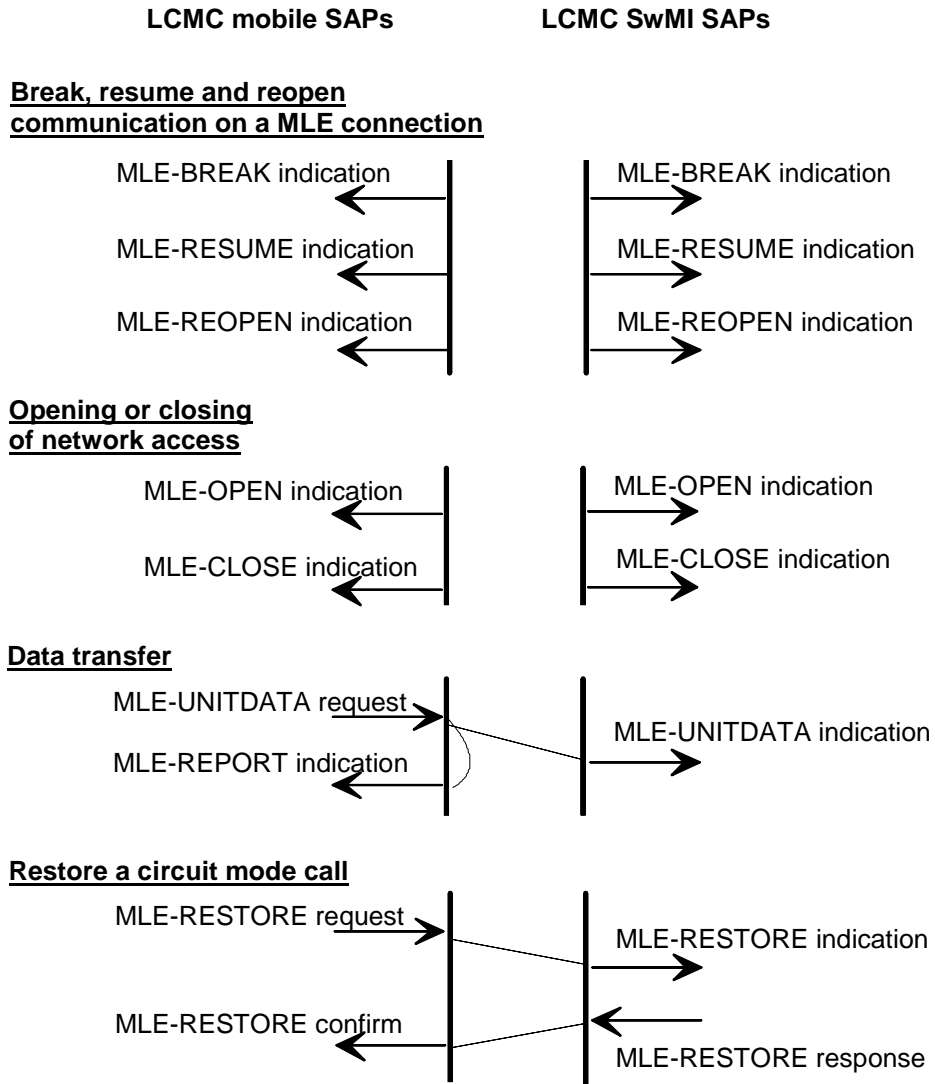 LCMC mobile SAPs LCMC SwMI SAPs
Break, resume and reopen
communication on a MLE connection
MLE-BREAK indication MLE-BREAK indication
MLE-RESUME indication MLE-RESUME indication
MLE-REOPEN indication MLE-REOPEN indication
Opening or closing
of network access
MLE-OPEN indication MLE-OPEN indication
MLE-CLOSE indication MLE-CLOSE indication
Data transfer
MLE-UNITDATA request
MLE-UNITDATA indication
MLE-REPORT indication
Restore a circuit mode call
MLE-RESTORE request
MLE-RESTORE indication
MLE-RESTORE confirm
MLE-RESTORE response